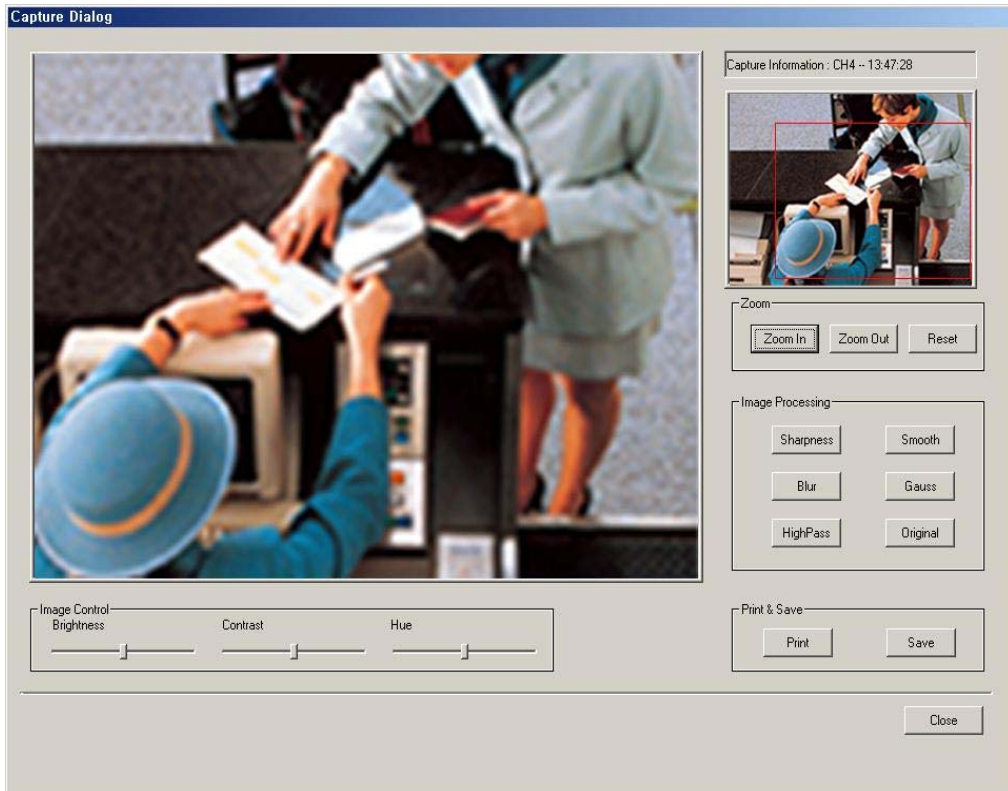 Capture Dialog
Capture Information : CH4 -- 13:47:28
Zoom
Zoom In
Zoom Out
Reset
Image Processing
Sharpness
Smooth
Blur
Gauss
HighPass
Original
Image Control
Brightness
Contrast
Hue
Print & Save
Print
Save
Close